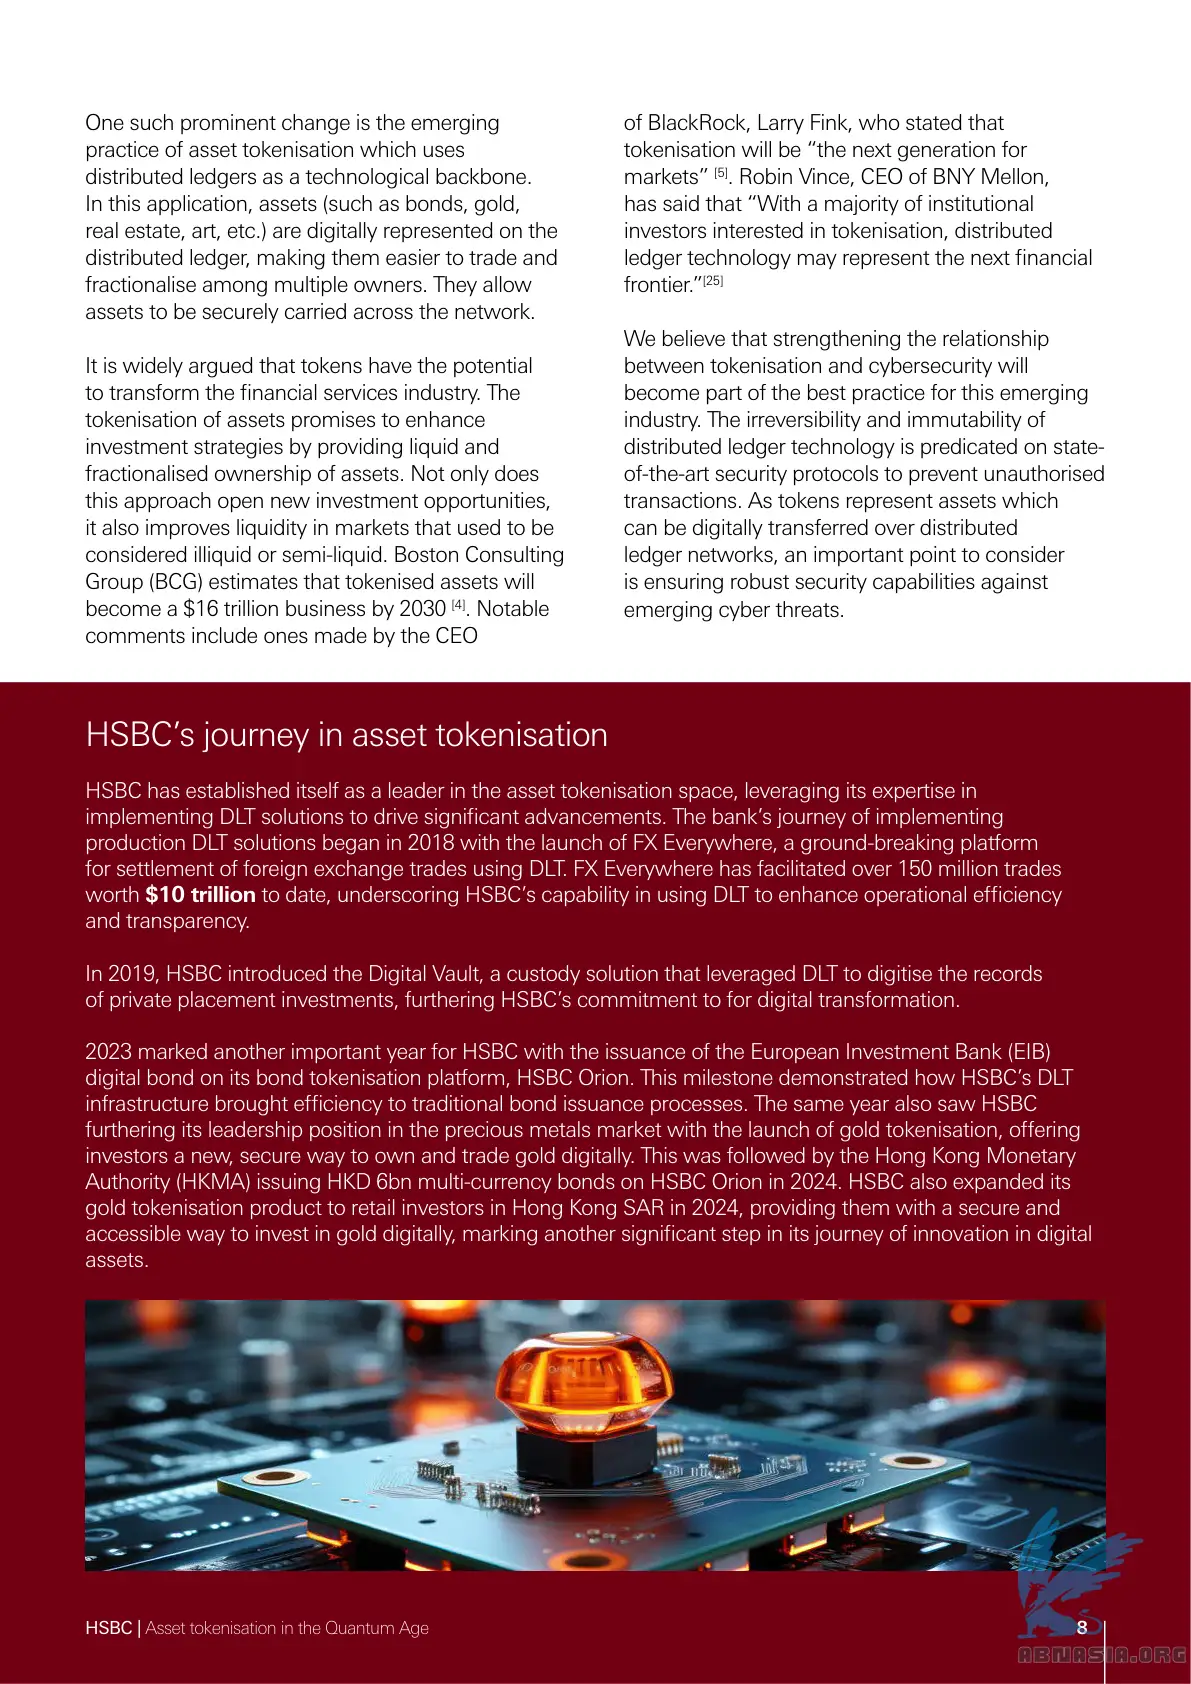 One such prominent change is the emerging
practice of asset tokenisation which uses
distributed ledgers as a technological backbone.
In this application, assets (such as bonds, gold,
real estate, art, etc.) are digitally represented on the
distributed ledger, making them easier to trade and
fractionalise among multiple owners. They allow
assets to be securely carried across the network.
It is widely argued that tokens have the potential
to transform the financial services industry. The
tokenisation of assets promises to enhance
investment strategies by providing liquid and
fractionalised ownership of assets. Not only does
this approach open new investment opportunities,
it also improves liquidity in markets that used to be
considered illiquid or semi-liquid. Boston Consulting
Group (BCG) estimates that tokenised assets will
become a $16 trillion business by 2030 [4]. Notable
comments include ones made by the CEO
of BlackRock, Larry Fink, who stated that
tokenisation will be “the next generation for
markets” [5]. Robin Vince, CEO of BNY Mellon,
has said that “With a majority of institutional
investors interested in tokenisation, distributed
ledger technology may represent the next financial
frontier.”[25]
We believe that strengthening the relationship
between tokenisation and cybersecurity will
become part of the best practice for this emerging
industry. The irreversibility and immutability of
distributed ledger technology is predicated on state-
of-the-art security protocols to prevent unauthorised
transactions. As tokens represent assets which
can be digitally transferred over distributed
ledger networks, an important point to consider
is ensuring robust security capabilities against
emerging cyber threats.
HSBC’s journey in asset tokenisation
HSBC has established itself as a leader in the asset tokenisation space, leveraging its expertise in
implementing DLT solutions to drive significant advancements. The bank’s journey of implementing
production DLT solutions began in 2018 with the launch of FX Everywhere, a ground-breaking platform
for settlement of foreign exchange trades using DLT. FX Everywhere has facilitated over 150 million trades
worth $10 trillion to date, underscoring HSBC’s capability in using DLT to enhance operational efficiency
and transparency.
In 2019, HSBC introduced the Digital Vault, a custody solution that leveraged DLT to digitise the records
of private placement investments, furthering HSBC’s commitment to for digital transformation.
2023 marked another important year for HSBC with the issuance of the European Investment Bank (EIB)
digital bond on its bond tokenisation platform, HSBC Orion. This milestone demonstrated how HSBC’s DLT
infrastructure brought efficiency to traditional bond issuance processes. The same year also saw HSBC
furthering its leadership position in the precious metals market with the launch of gold tokenisation, offering
investors a new, secure way to own and trade gold digitally. This was followed by the Hong Kong Monetary
Authority (HKMA) issuing HKD 6bn multi-currency bonds on HSBC Orion in 2024. HSBC also expanded its
gold tokenisation product to retail investors in Hong Kong SAR in 2024, providing them with a secure and
accessible way to invest in gold digitally, marking another significant step in its journey of innovation in digital
assets.
HSBC | Asset tokenisation in the Quantum Age
8
ABNASIA.ORG